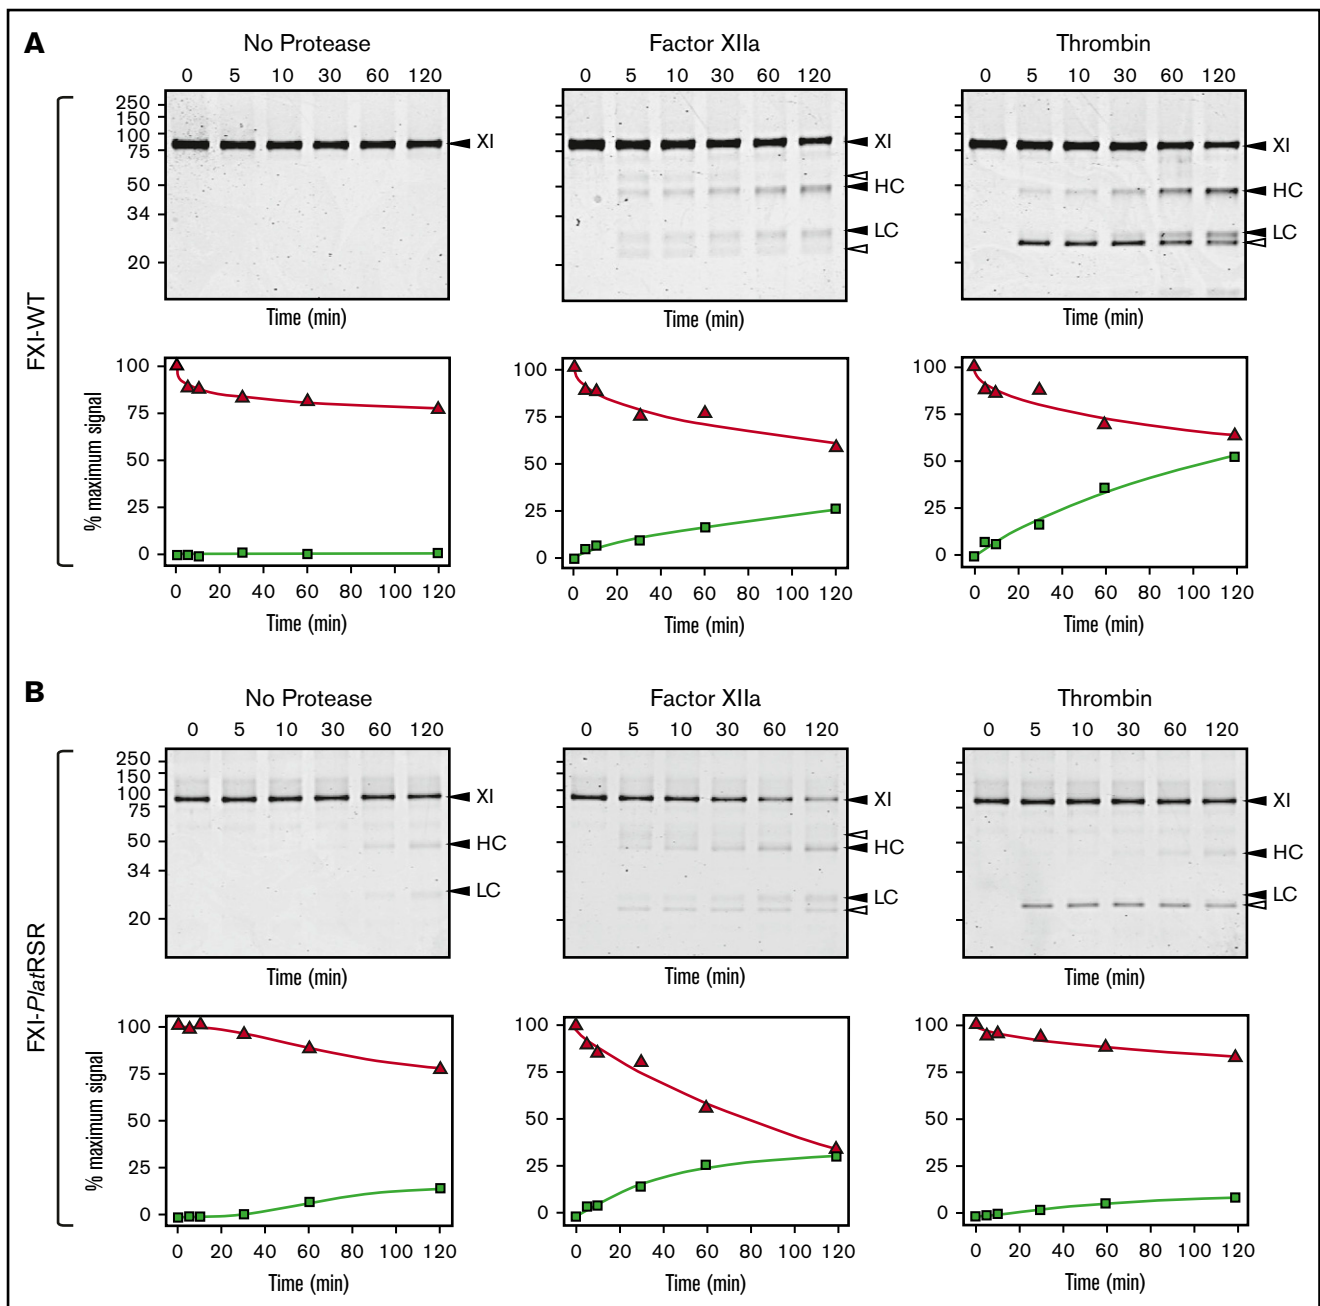 A
No Protease
Factor XIIa
Thrombin
0 5 10 30 60 120
0 5 10 30 60 120
0 5 10 30 60 120
FXI-WT
250
150
100
75
50
34
20
XI
XI
HC
LC
XI
HC
LC
Time (min)
Time (min)
Time (min)
% maximum signal
100
75
50
25
0
0 20 40 60 80 100 120
Time (min)
100
75
50
25
0
0 20 40 60 80 100 120
Time (min)
100
75
50
25
0
0 20 40 60 80 100 120
Time (min)
B
No Protease
Factor XIIa
Thrombin
0 5 10 30 60 120
0 5 10 30 60 120
0 5 10 30 60 120
FXI-PlatRSR
250
150
100
75
50
34
20
XI
HC
LC
XI
HC
LC
XI
HC
LC
Time (min)
Time (min)
Time (min)
% maximum signal
100
75
50
25
0
0 20 40 60 80 100 120
Time (min)
100
75
50
25
0
0 20 40 60 80 100 120
Time (min)
100
75
50
25
0
0 20 40 60 80 100 120
Time (min)